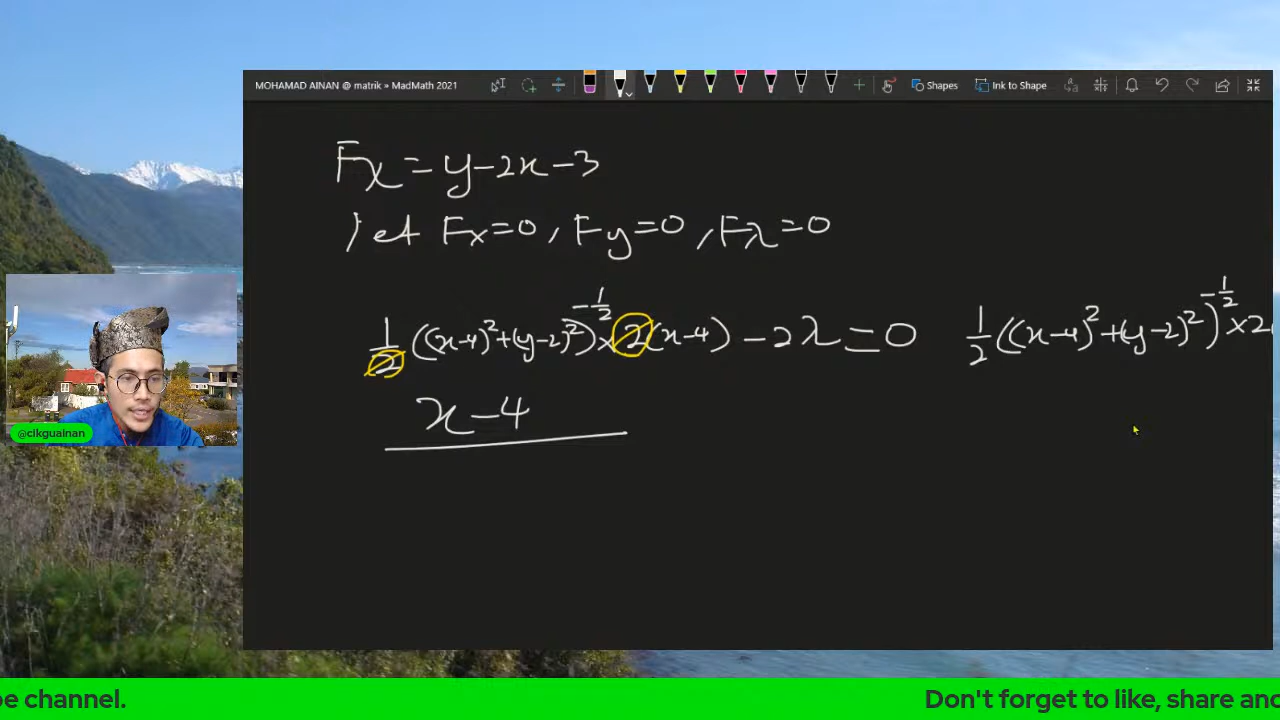 MOHAMAD AINAN @ matrik » MadMath 2021
Shapes
Ink to Shape
Fλ = y-2x-3
let Fx=0, Fy=0, Fλ=0
1/2((x-4)²+(y-2)²)^-1/2 × 2(x-4) - 2λ = 0
1/2((x-4)²+(y-2)²)^-1/2 × 2
x-4
@cikguainan
be channel.
Don't forget to like, share and